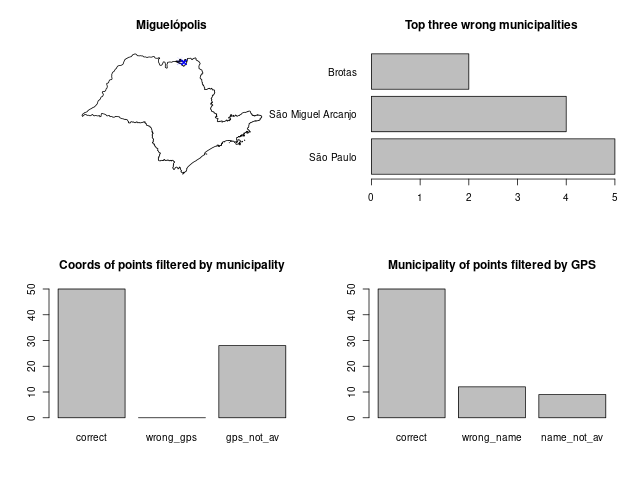 Miguelópolis
Top three wrong municipalities
Brotas
São Miguel Arcanjo
São Paulo
0 1 2 3 4 5
Coords of points filtered by municipality
50
40
30
20
10
0
correct wrong_gps gps_not_av
Municipality of points filtered by GPS
50
40
30
20
10
0
correct wrong_name name_not_av